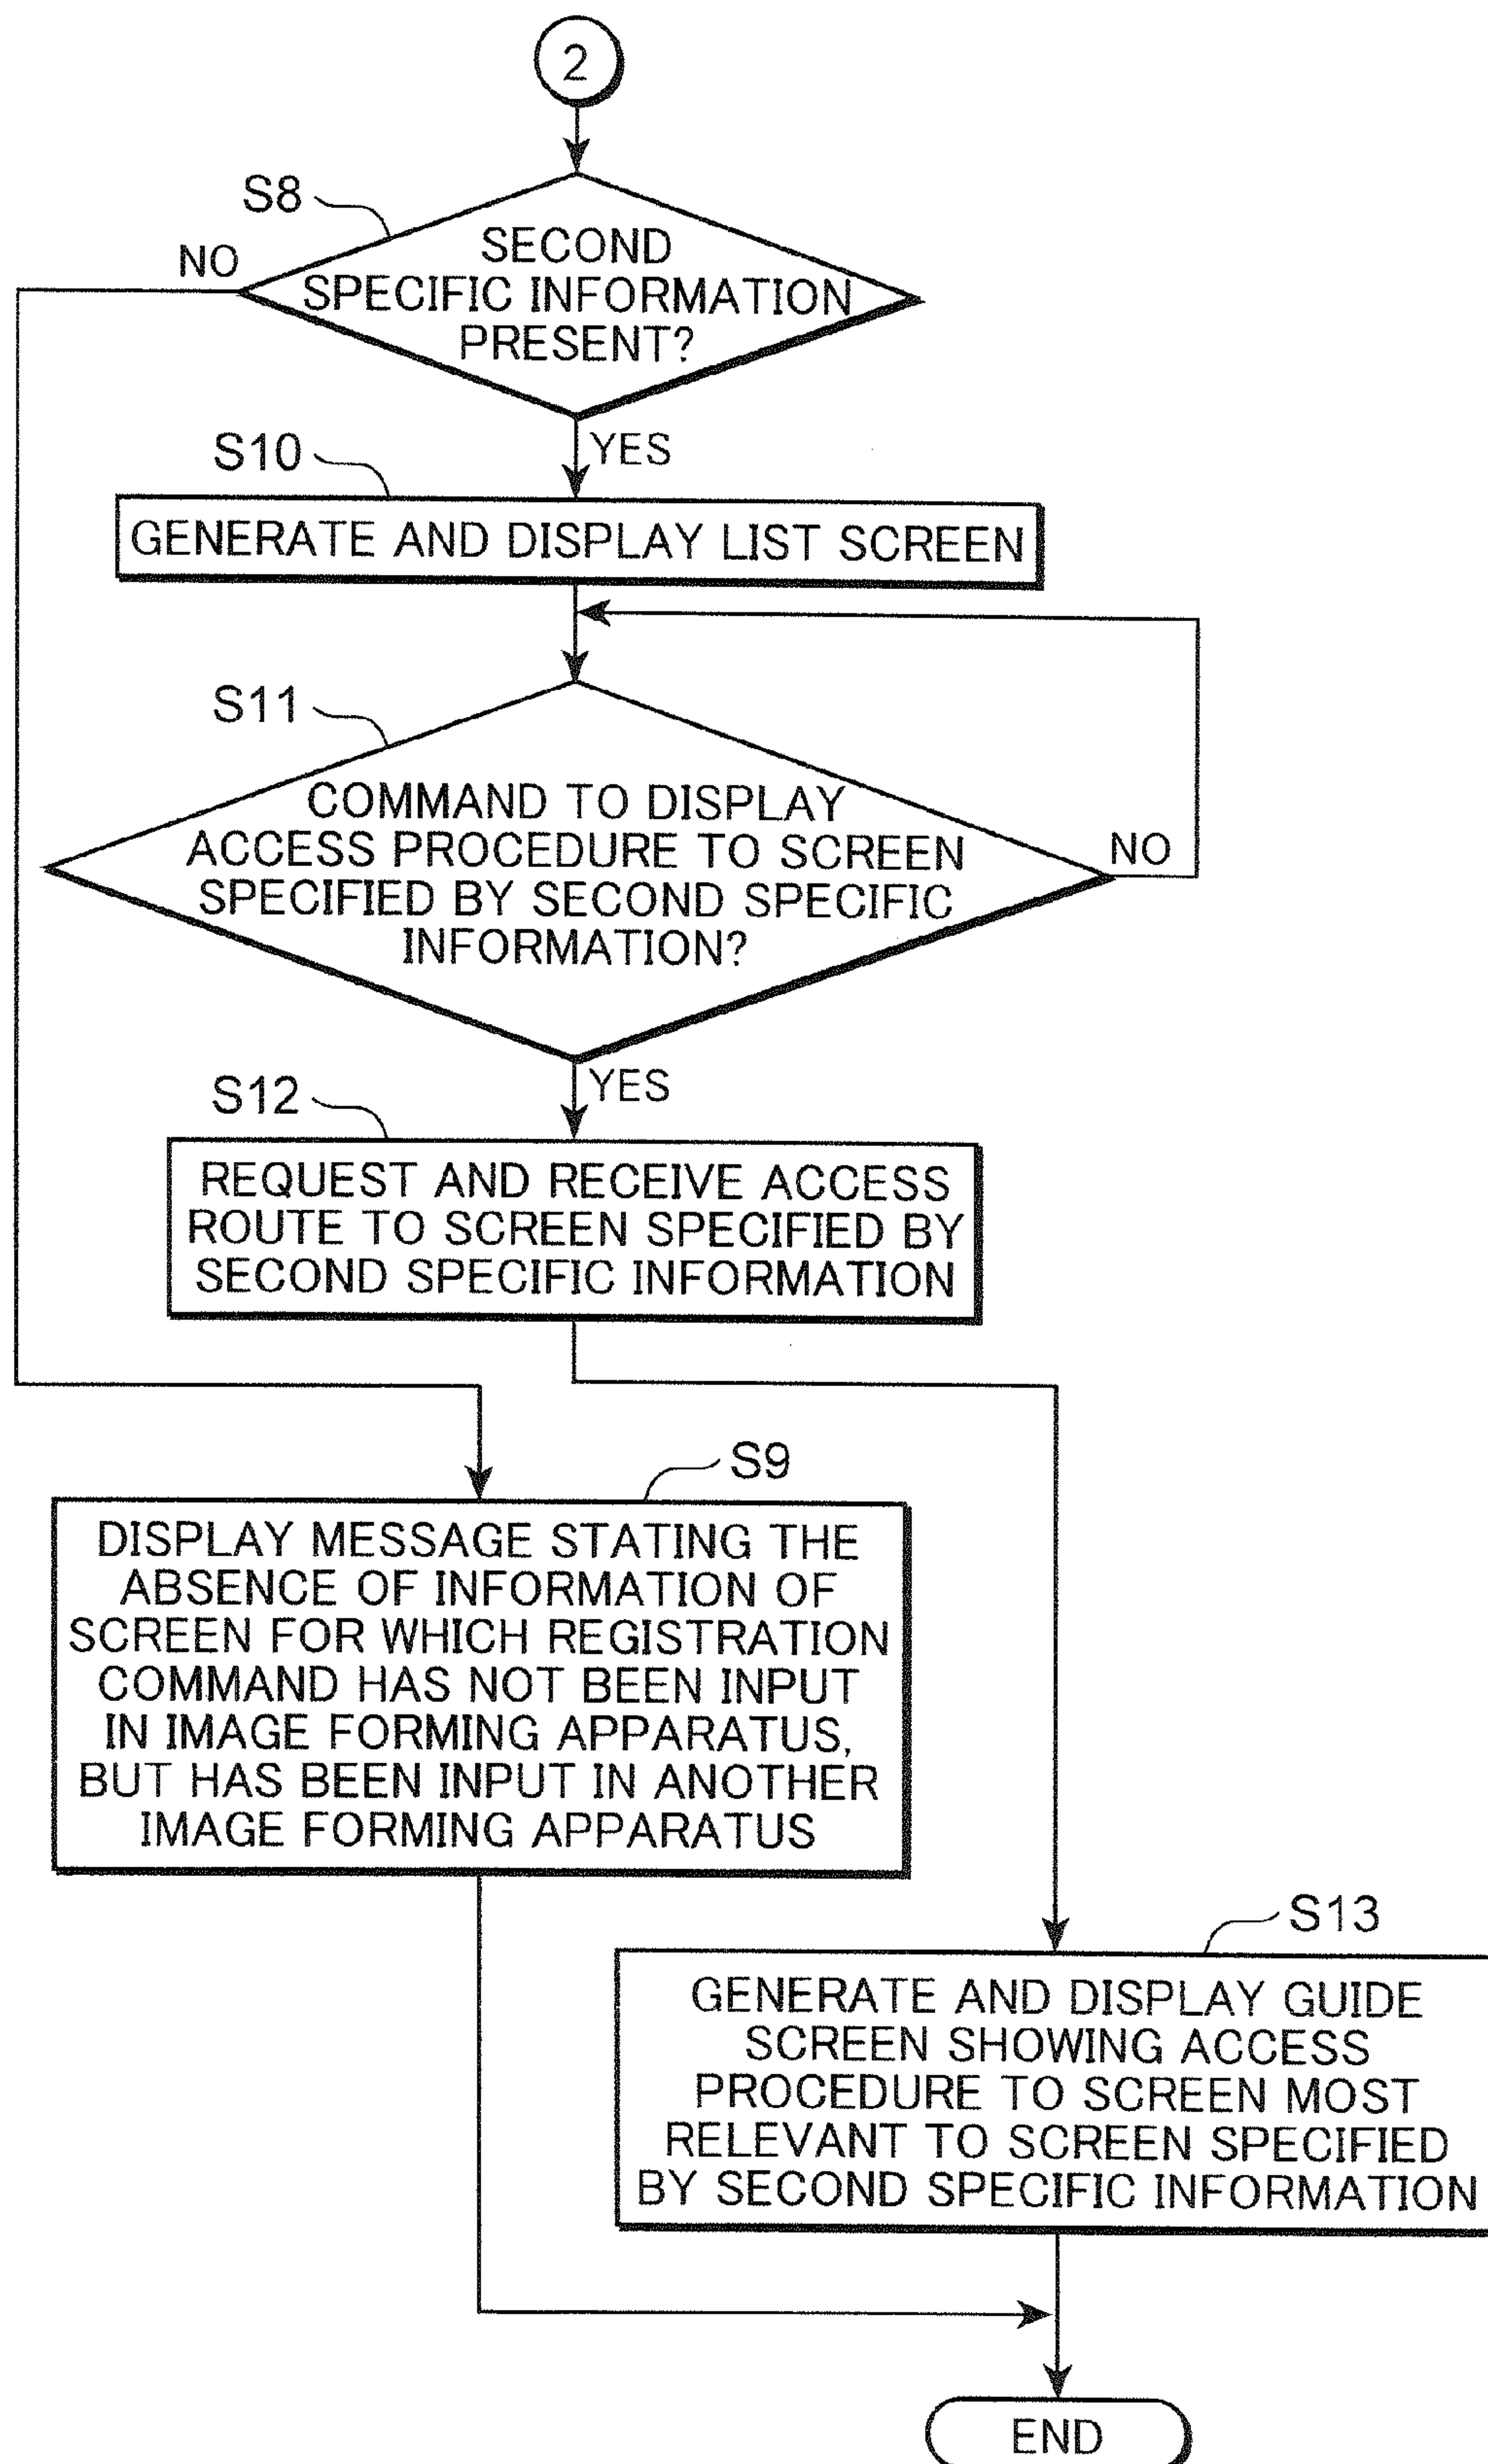 2
S8
NO
SECOND
SPECIFIC INFORMATION
PRESENT?
YES
S10
GENERATE AND DISPLAY LIST SCREEN
S11
COMMAND TO DISPLAY
ACCESS PROCEDURE TO SCREEN
SPECIFIED BY SECOND SPECIFIC
INFORMATION?
NO
YES
S12
REQUEST AND RECEIVE ACCESS
ROUTE TO SCREEN SPECIFIED BY
SECOND SPECIFIC INFORMATION
S9
DISPLAY MESSAGE STATING THE
ABSENCE OF INFORMATION OF
SCREEN FOR WHICH REGISTRATION
COMMAND HAS NOT BEEN INPUT
IN IMAGE FORMING APPARATUS,
BUT HAS BEEN INPUT IN ANOTHER
IMAGE FORMING APPARATUS
S13
GENERATE AND DISPLAY GUIDE
SCREEN SHOWING ACCESS
PROCEDURE TO SCREEN MOST
RELEVANT TO SCREEN SPECIFIED
BY SECOND SPECIFIC INFORMATION
END